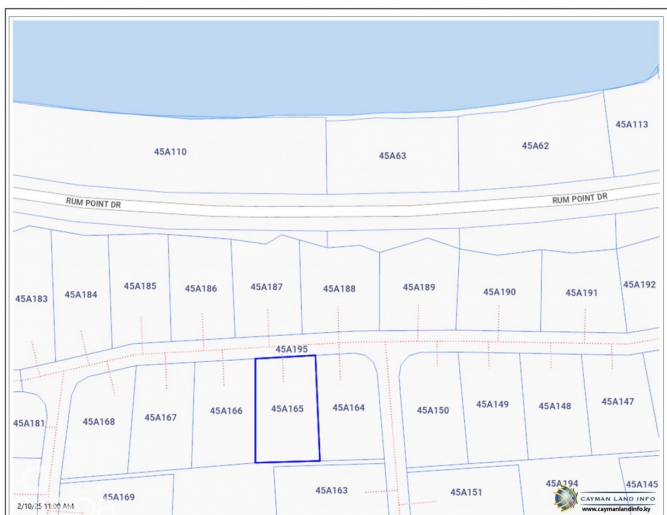 45A113
45A110
45A63
45A62
RUM POINT DR
RUM POINT DR
45A183
45A184
45A185
45A186
45A187
45A188
45A189
45A190
45A191
45A192
45A195
45A181
45A168
45A167
45A166
45A165
45A164
45A150
45A149
45A148
45A147
45A169
45A163
45A151
45A194
45A145
2/10/25 11:00 AM
CAYMAN LAND INFO
www.caymanlandinfo.ky